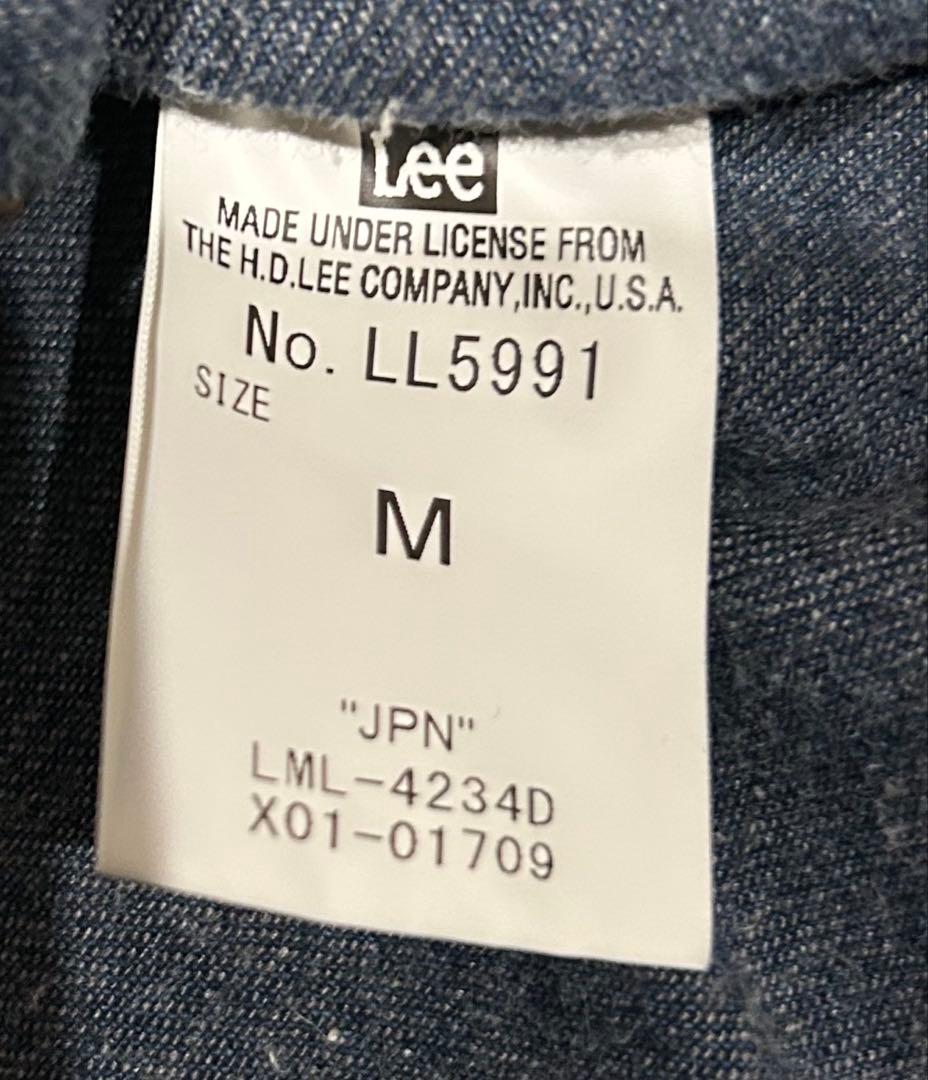 Lee
MADE UNDER LICENSE FROM
THE H.D.LEE COMPANY,INC.,U.S.A.
No. LL5991
SIZE
M
"JPN"
LML-4234D
X01-01709